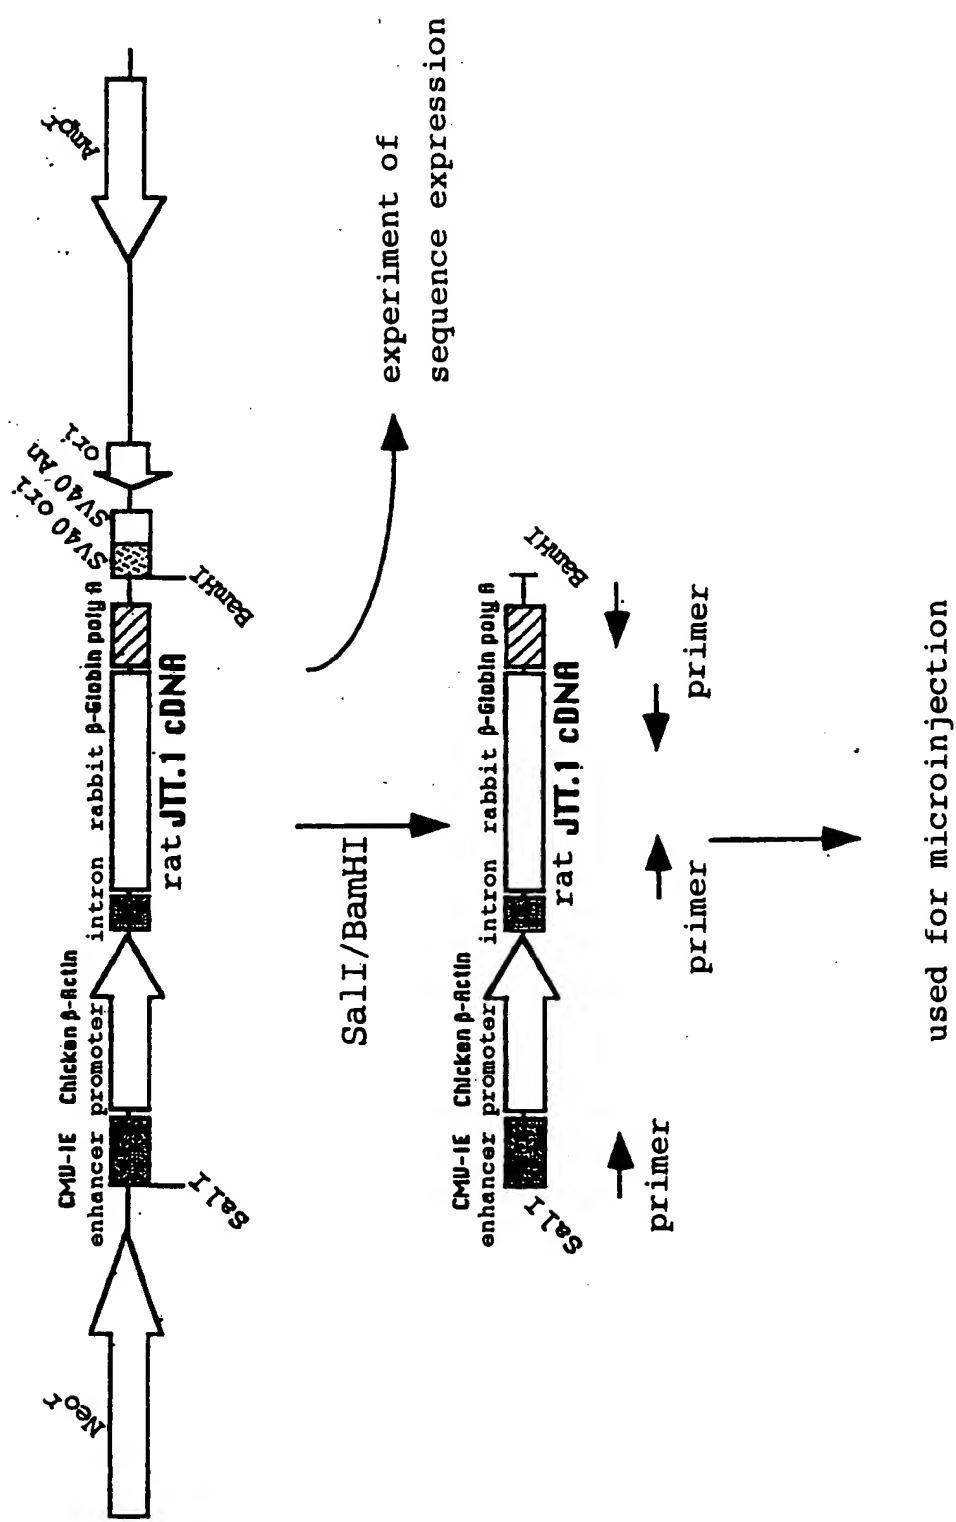 Neo r
CMV-IE
enhancer
Chicken β-Actin
promoter
intron
rabbit β-Globin poly A
SV40 ori
SV40 An
ori
Amp r
SalI
rat JTT.1 cDNA
BamHI
SalI/BamHI
experiment of
sequence expression
CMV-IE
enhancer
Chicken β-Actin
promoter
intron
rabbit β-Globin poly A
SalI
rat JTT.1 cDNA
BamHI
primer
primer
primer
used for microinjection